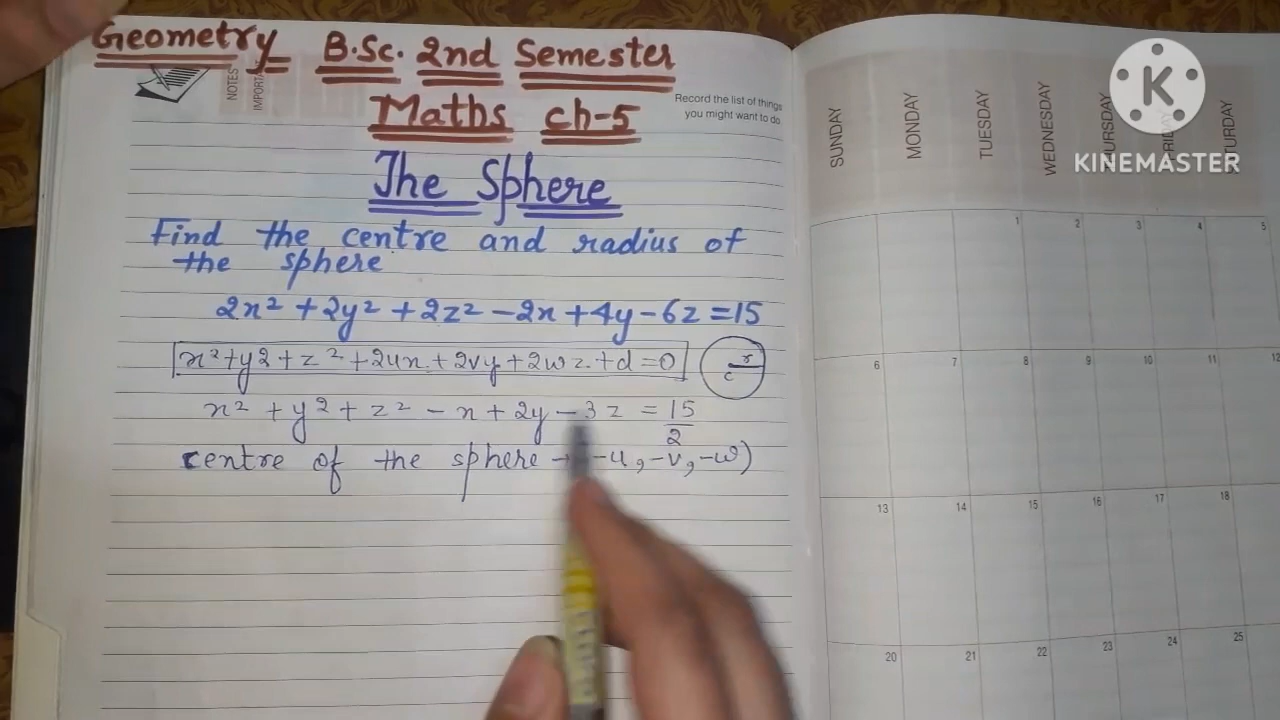 Geometry B.Sc. 2nd Semester
Maths ch-5
NOTES
Record the list of things
you might want to do
The Sphere
Find the centre and radius of
the sphere
2x² + 2y² + 2z² - 2x + 4y - 6z = 15
x² + y² + z² + 2ux + 2vy + 2wz + d = 0
r
c
x² + y² + z² - x + 2y - 3z = 15/2
centre of the sphere → -u, -v, -w)
SUNDAY MONDAY TUESDAY WEDNESDAY
KINEMASTER
1 2 3 4 5
6 7 8 9 10 11 12
13 14 15 16 17 18
20 21 22 23 24 25